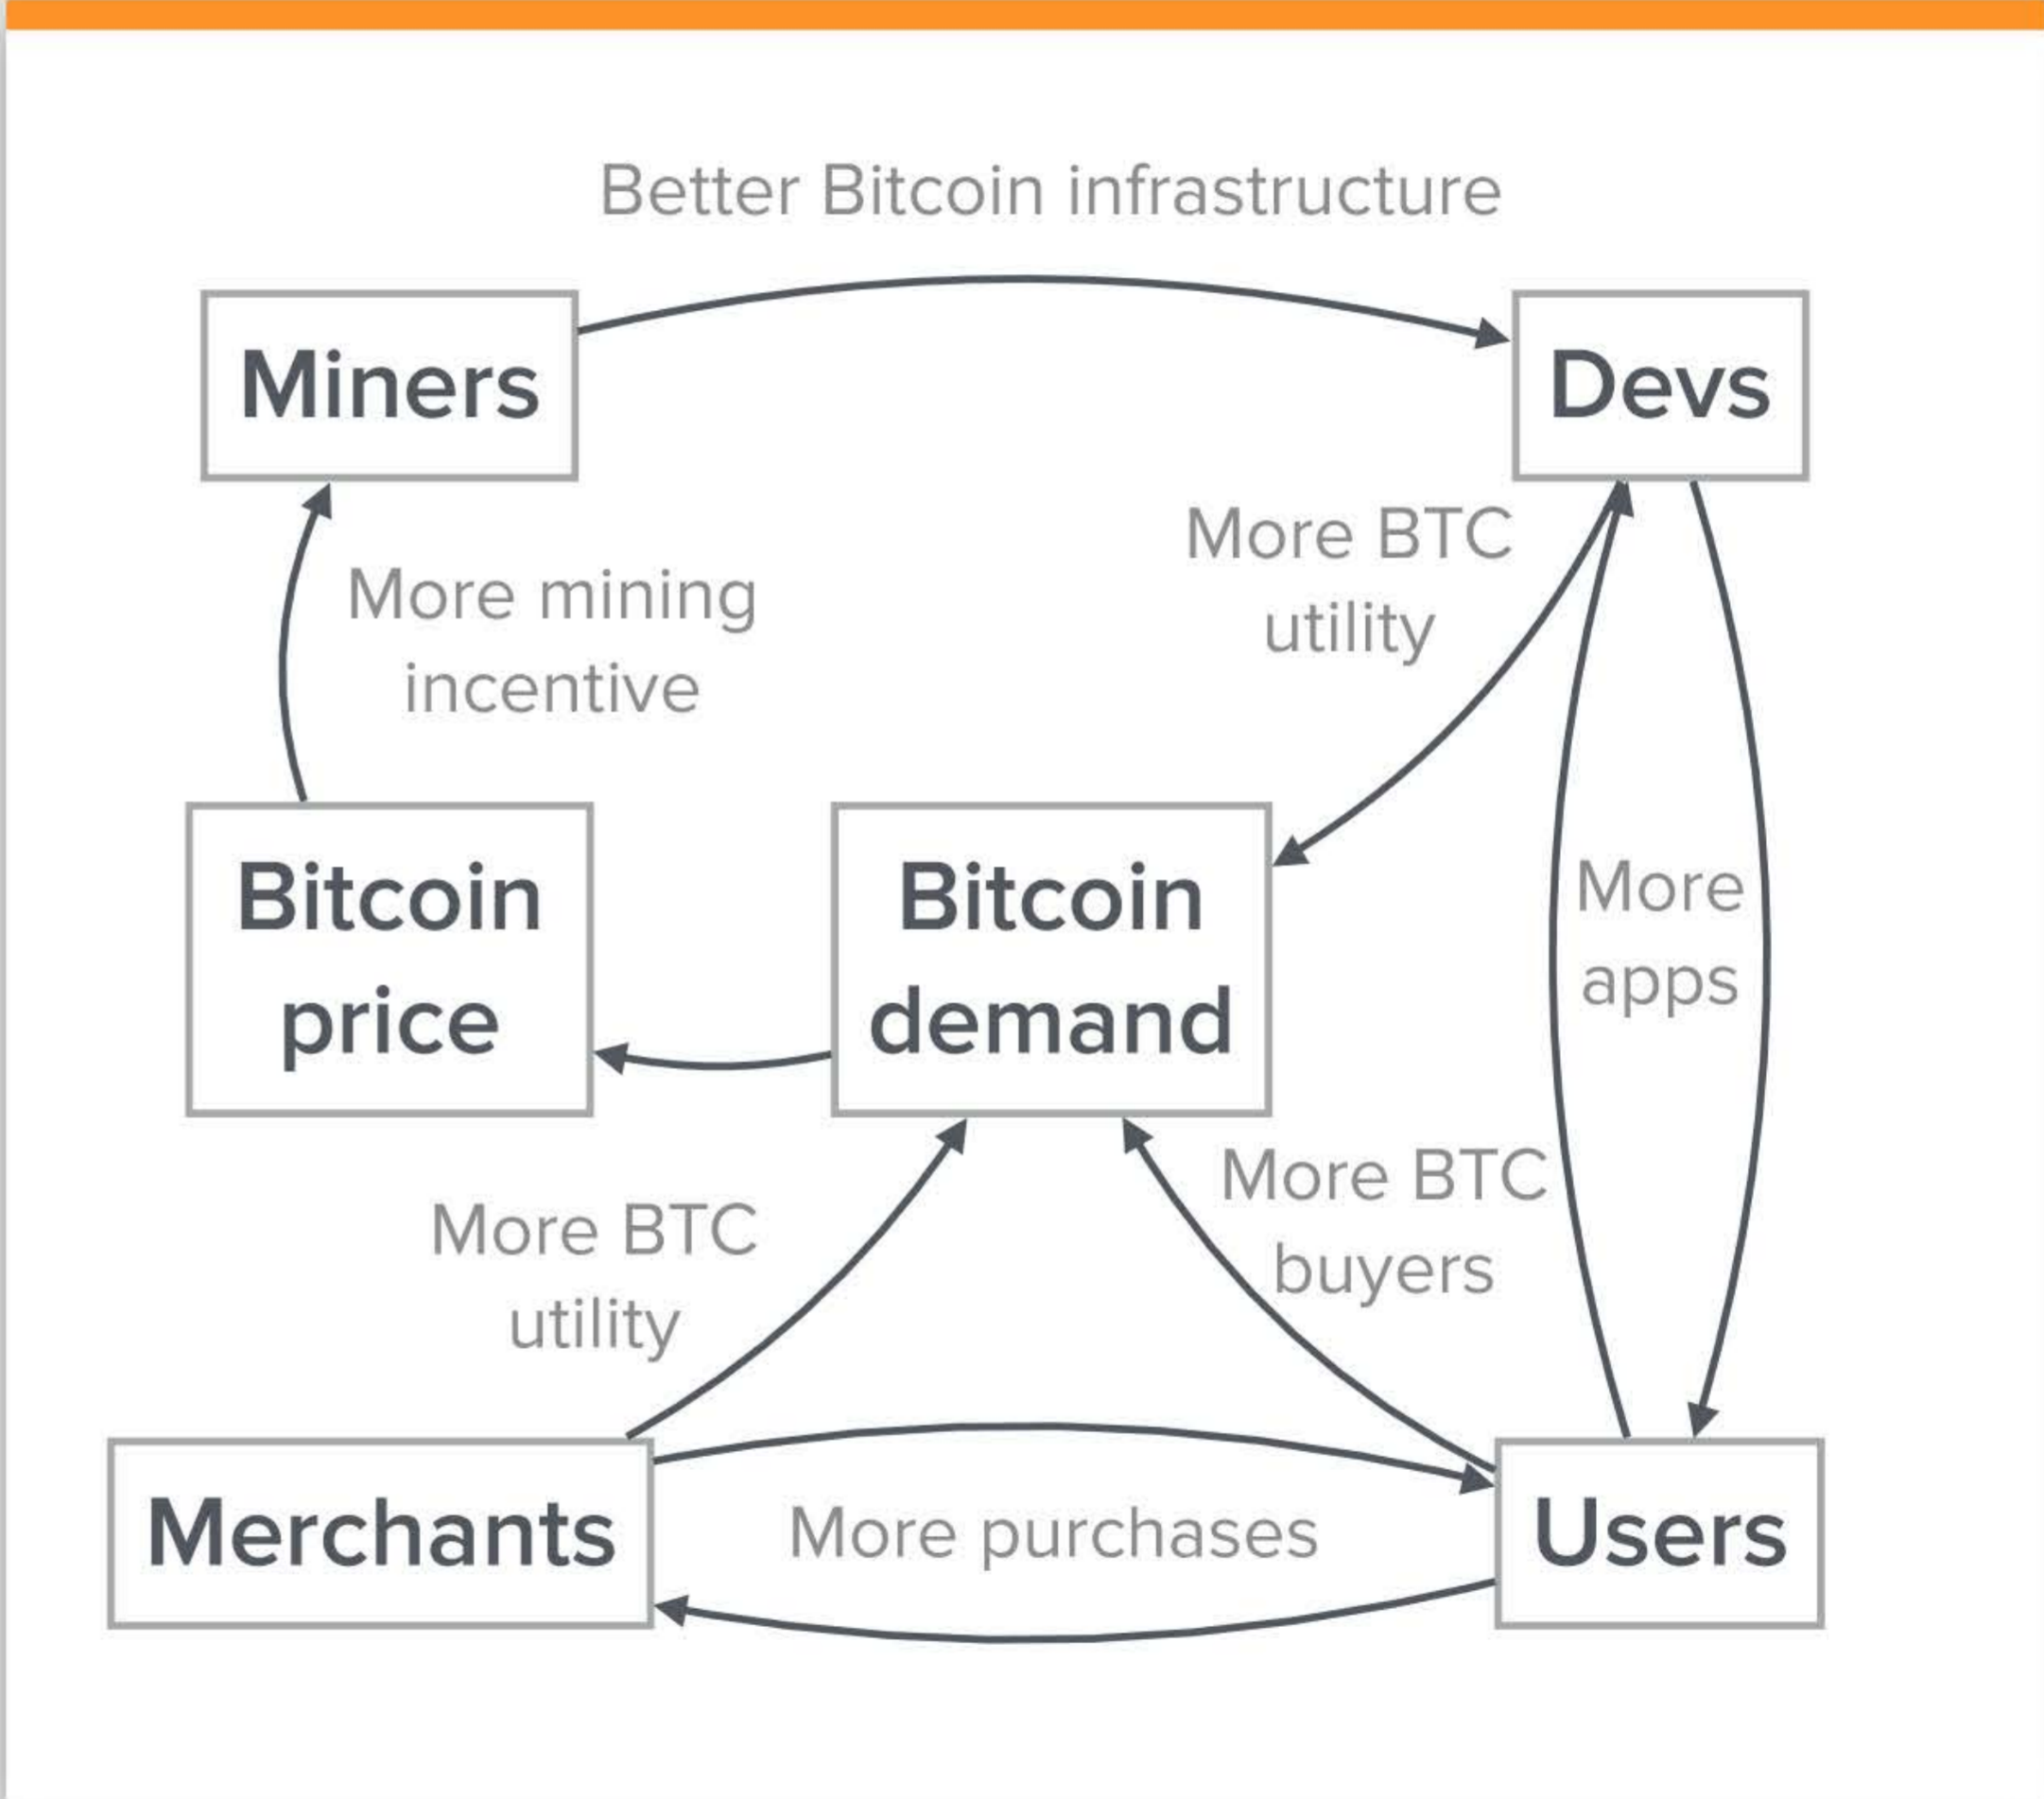 Better Bitcoin infrastructure
Miners
Devs
More BTC
utility
More mining
incentive
Bitcoin
price
Bitcoin
demand
More
apps
More BTC
buyers
More BTC
utility
Merchants
More purchases
Users